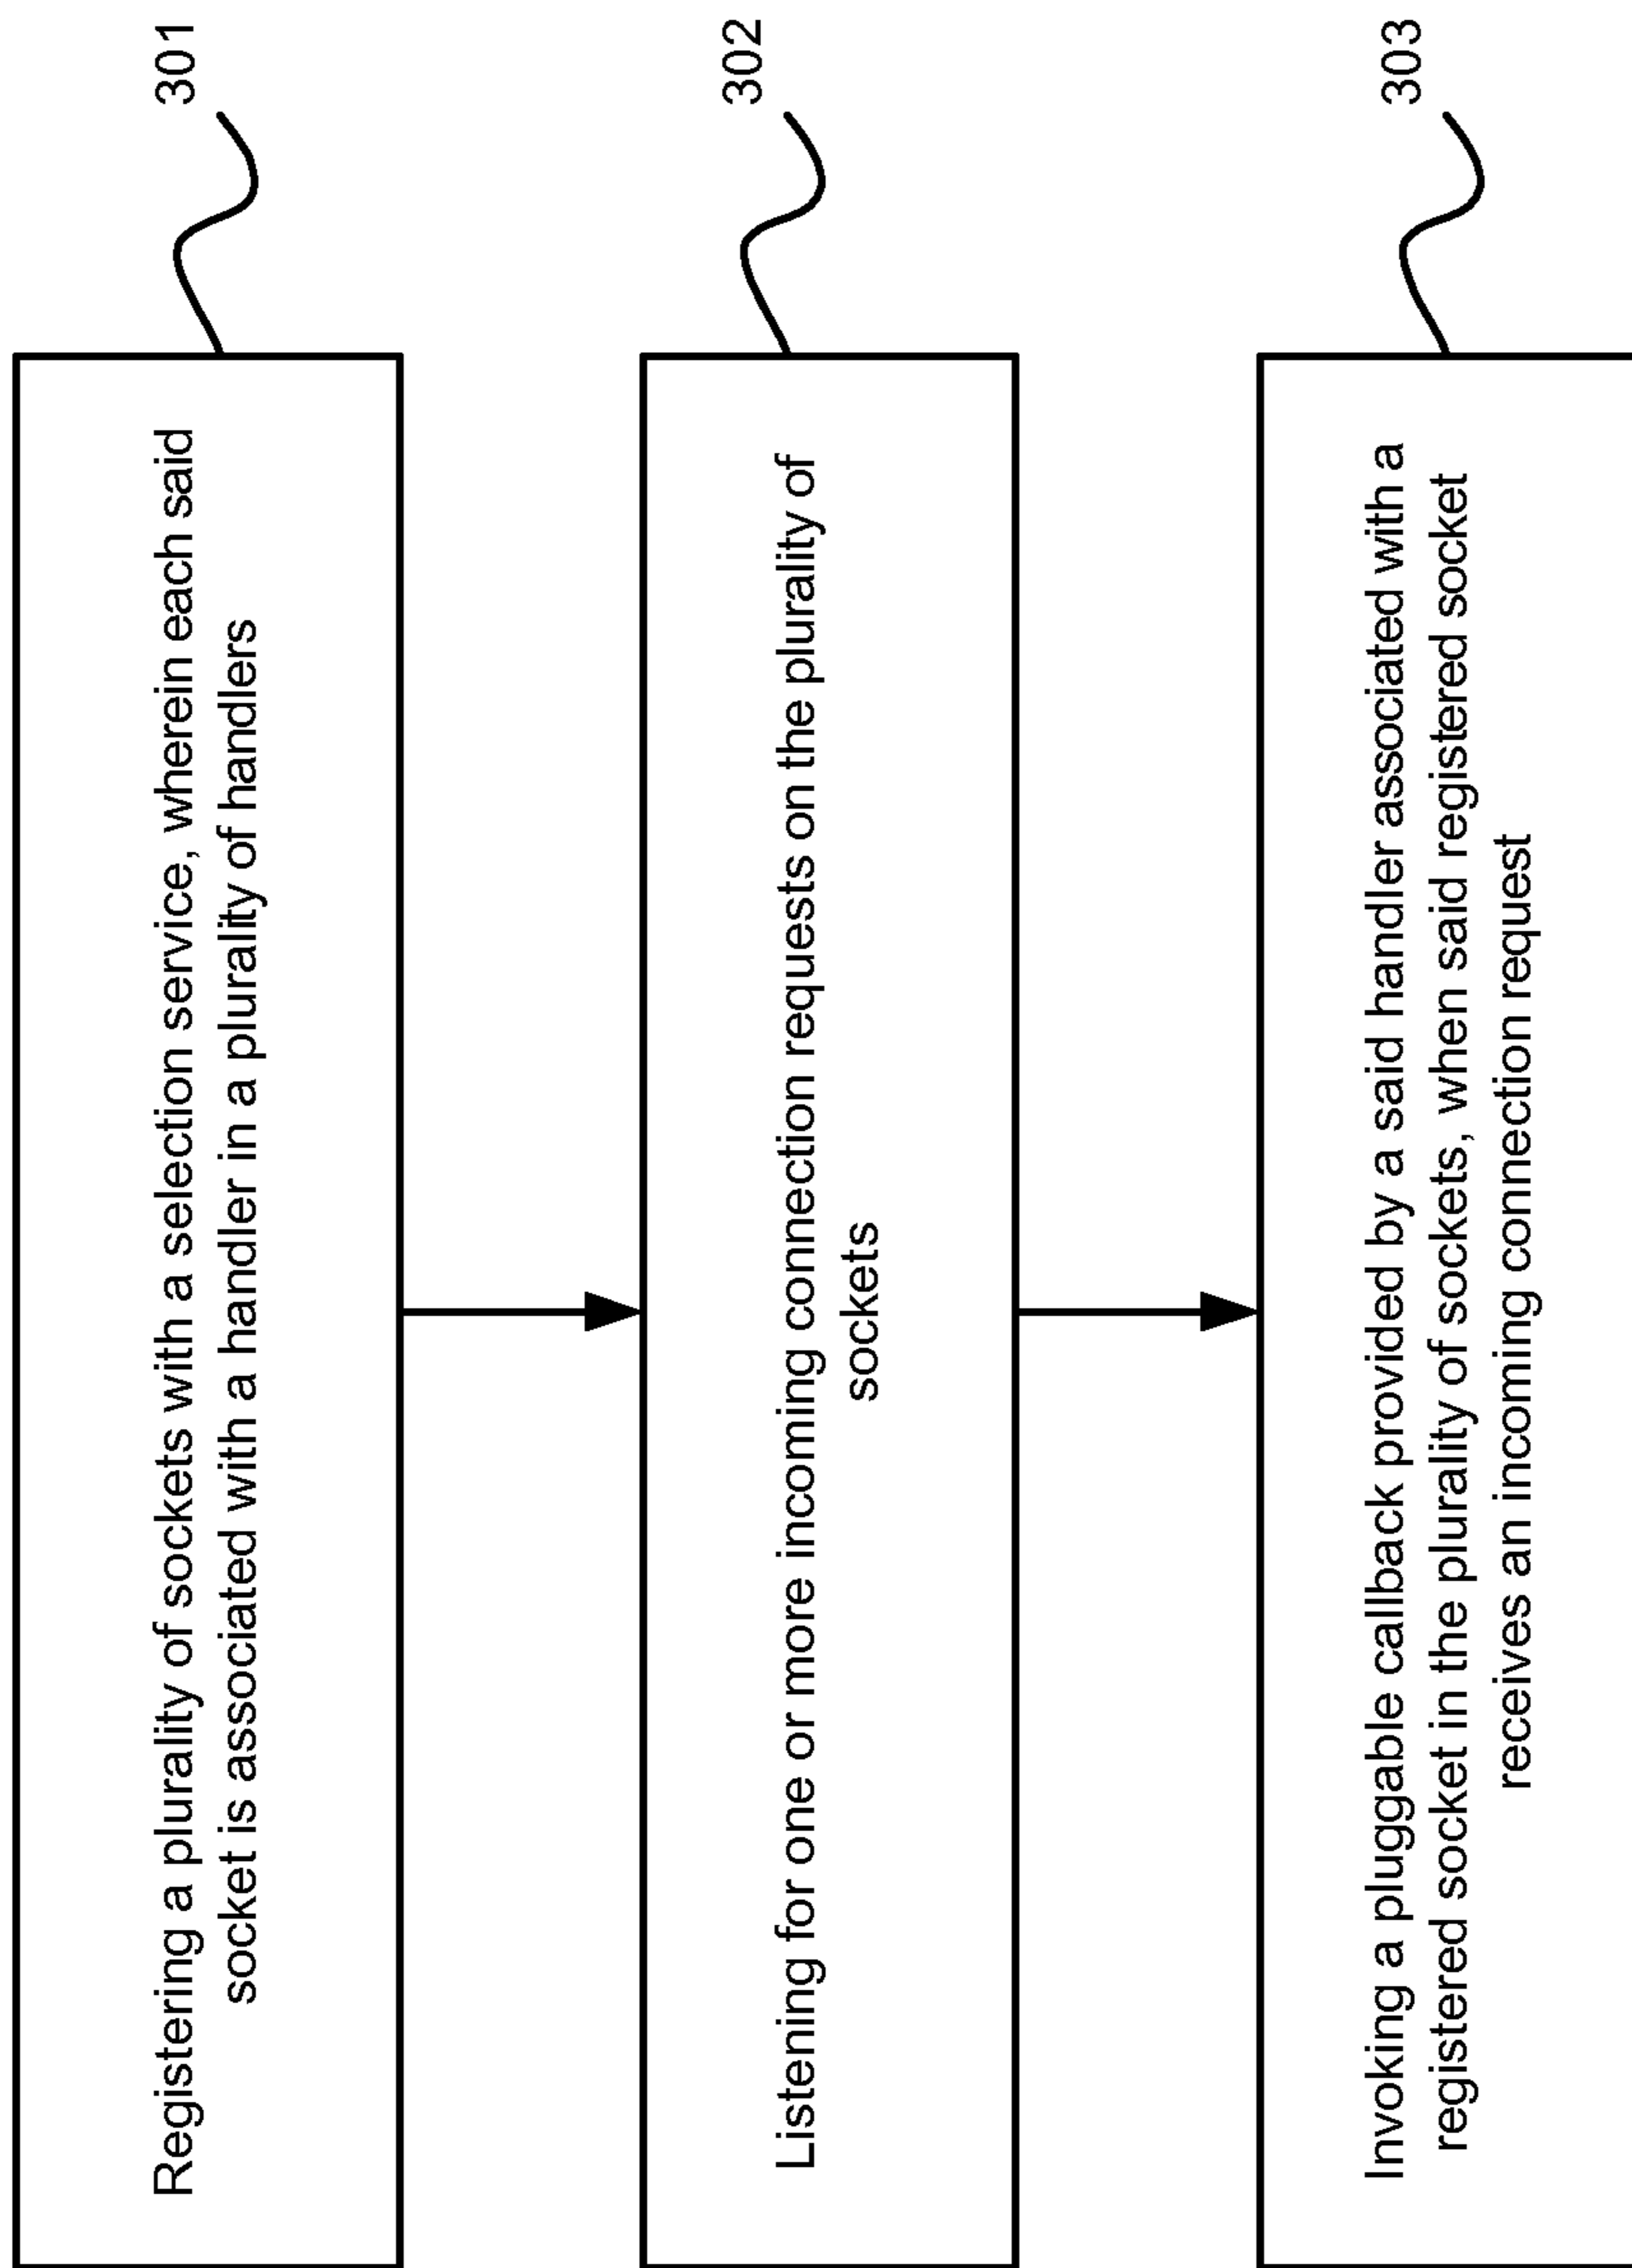 Registering a plurality of sockets with a selection service, wherein each said
socket is associated with a handler in a plurality of handlers
301
Listening for one or more incoming connection requests on the plurality of
sockets
302
Invoking a pluggable callback provided by a said handler associated with a
registered socket in the plurality of sockets, when said registered socket
receives an incoming connection request
303